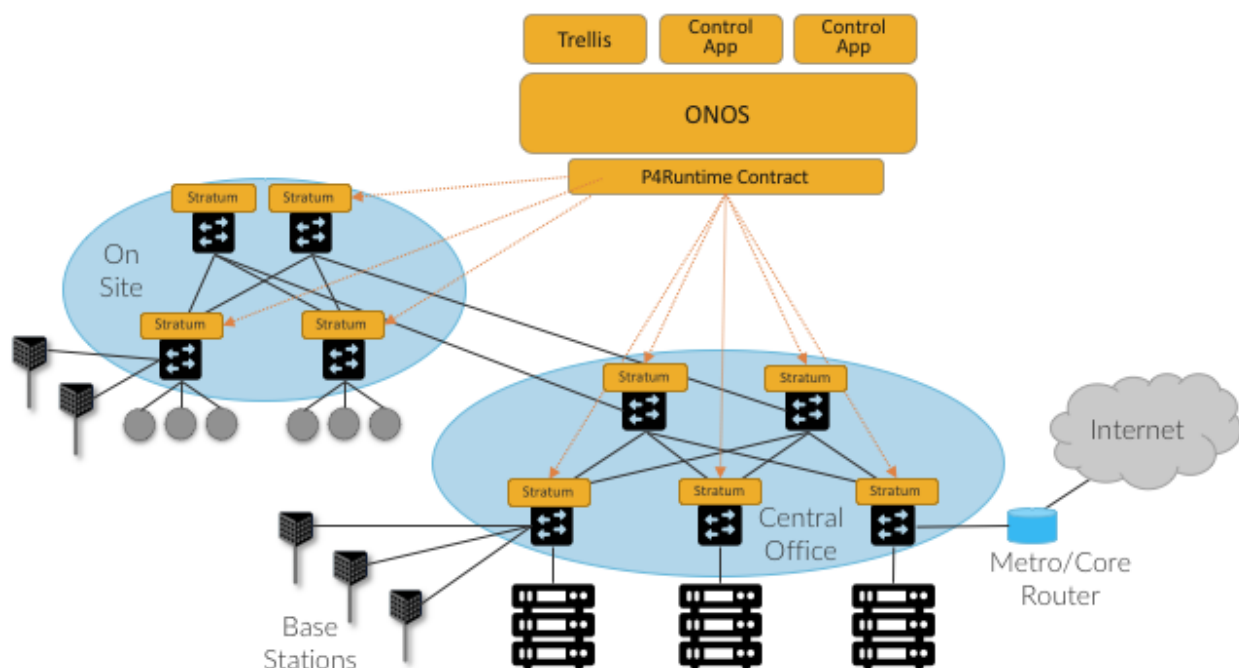 Trellis
Control
App
Control
App
ONOS
P4Runtime Contract
Stratum
Stratum
On
Site
Stratum
Stratum
Stratum
Stratum
Internet
Stratum
Stratum
Stratum
Central
Office
Metro/Core
Router
Base
Stations